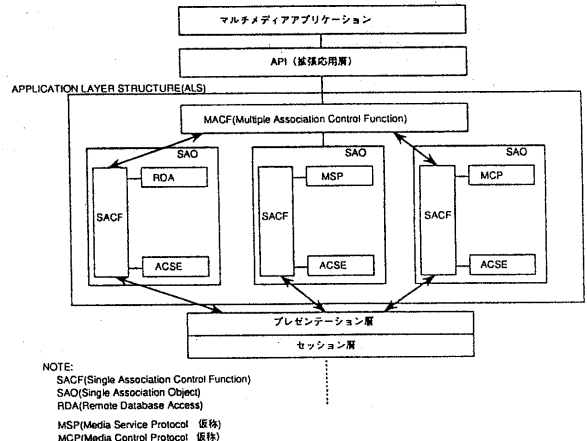 マルチメディアアプリケーション
API（拡張応用層）
APPLICATION LAYER STRUCTURE(ALS)
MACF(Multiple Association Control Function)
SAO
SACF
RDA
ACSE
SAO
SACF
MSP
ACSE
SAO
SACF
MCP
ACSE
プレゼンテーション層
セッション層
NOTE:
SACF(Single Association Control Function)
SAO(Single Association Object)
RDA(Remote Database Access)
MSP(Media Service Protocol 仮称)
MCP(Media Control Protocol 仮称)